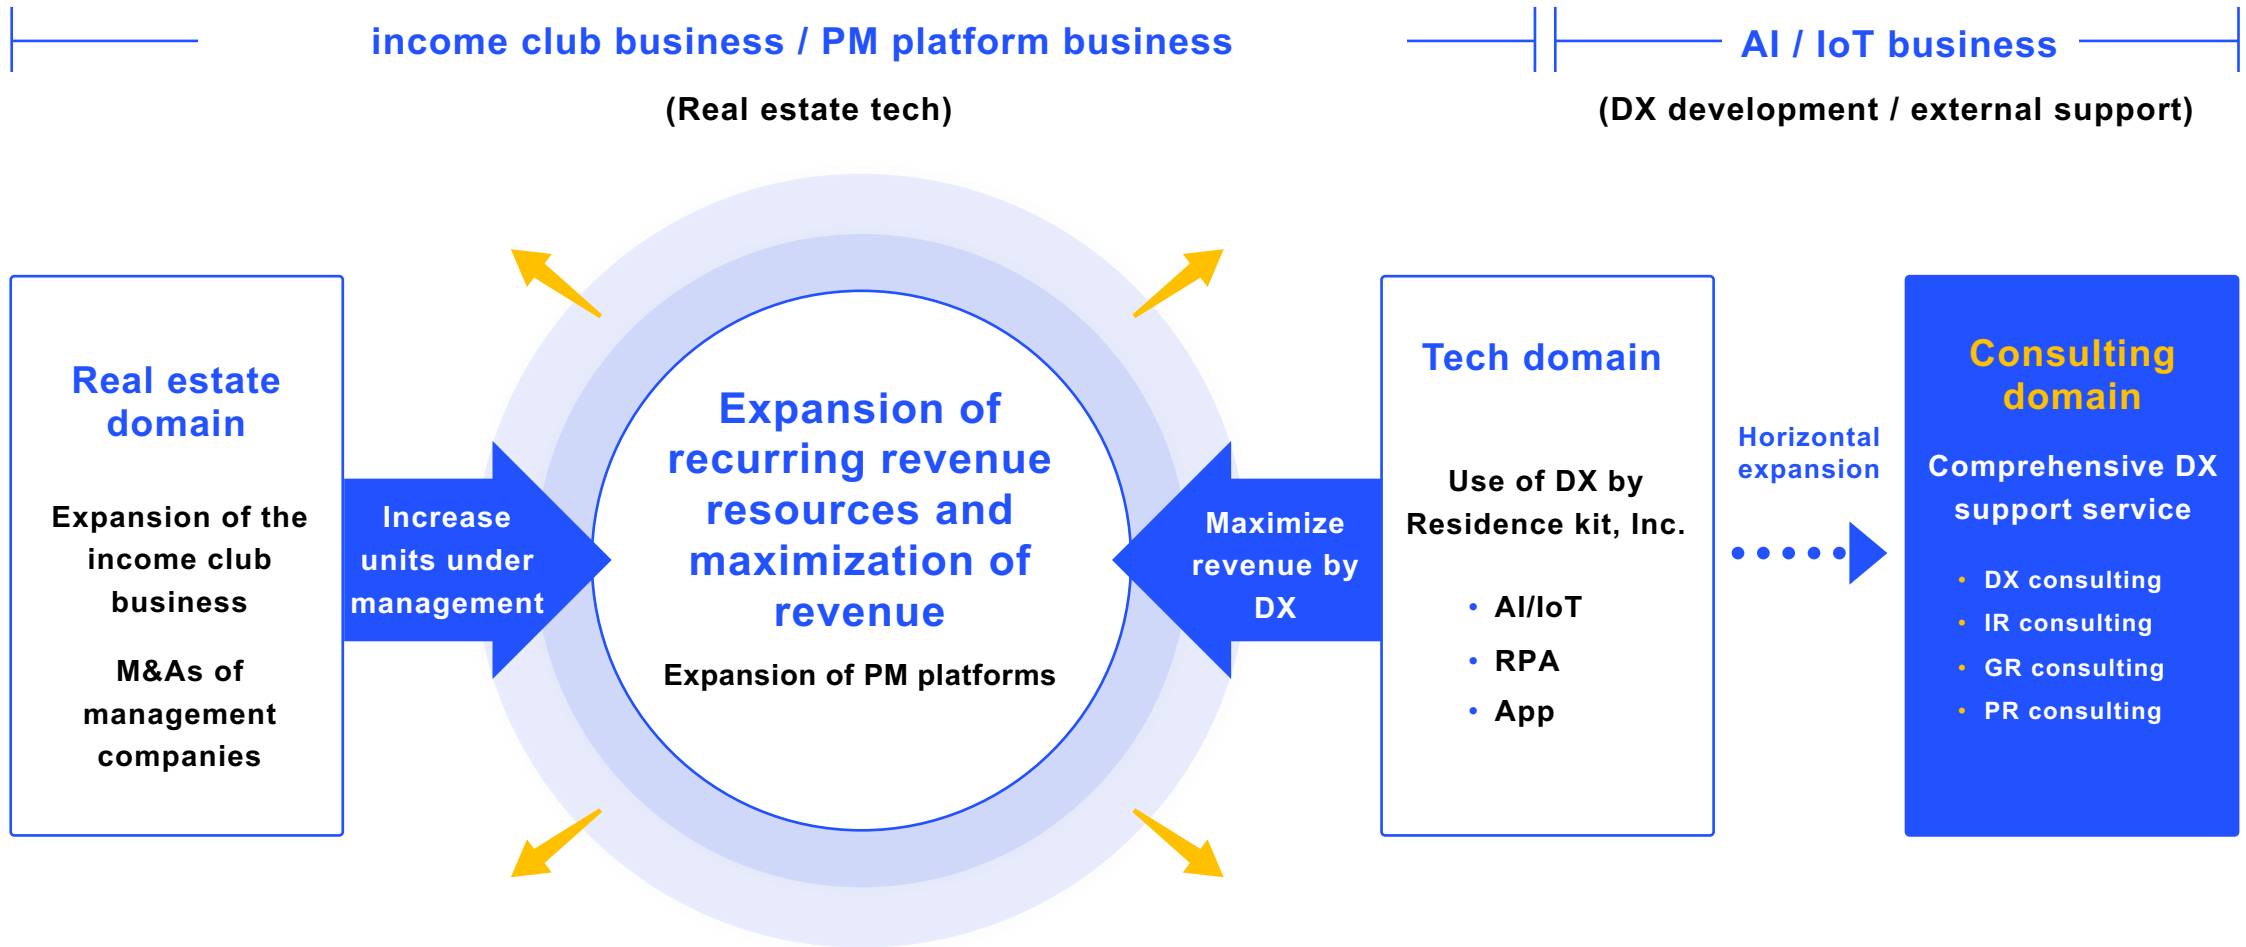 income club business / PM platform business
(Real estate tech)
AI / IoT business
(DX development / external support)
Real estate
domain
Expansion of the
income club
business
M&As of
management
companies
Increase
units under
management
Expansion of
recurring revenue
resources and
maximization of
revenue
Expansion of PM platforms
Maximize
revenue by
DX
Tech domain
Use of DX by
Residence kit, Inc.
• AI/IoT
• RPA
• App
Horizontal
expansion
Consulting
domain
Comprehensive DX
support service
• DX consulting
• IR consulting
• GR consulting
• PR consulting